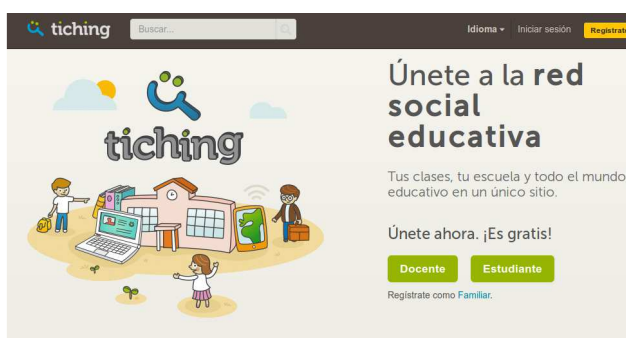 tiching
Buscar...
Idioma
Iniciar sesión
Regístrate
tiching
Únete a la red
social
educativa
Tus clases, tu escuela y todo el mundo
educativo en un único sitio.
Únete ahora. ¡Es gratis!
Docente
Estudiante
Regístrate como Familiar.